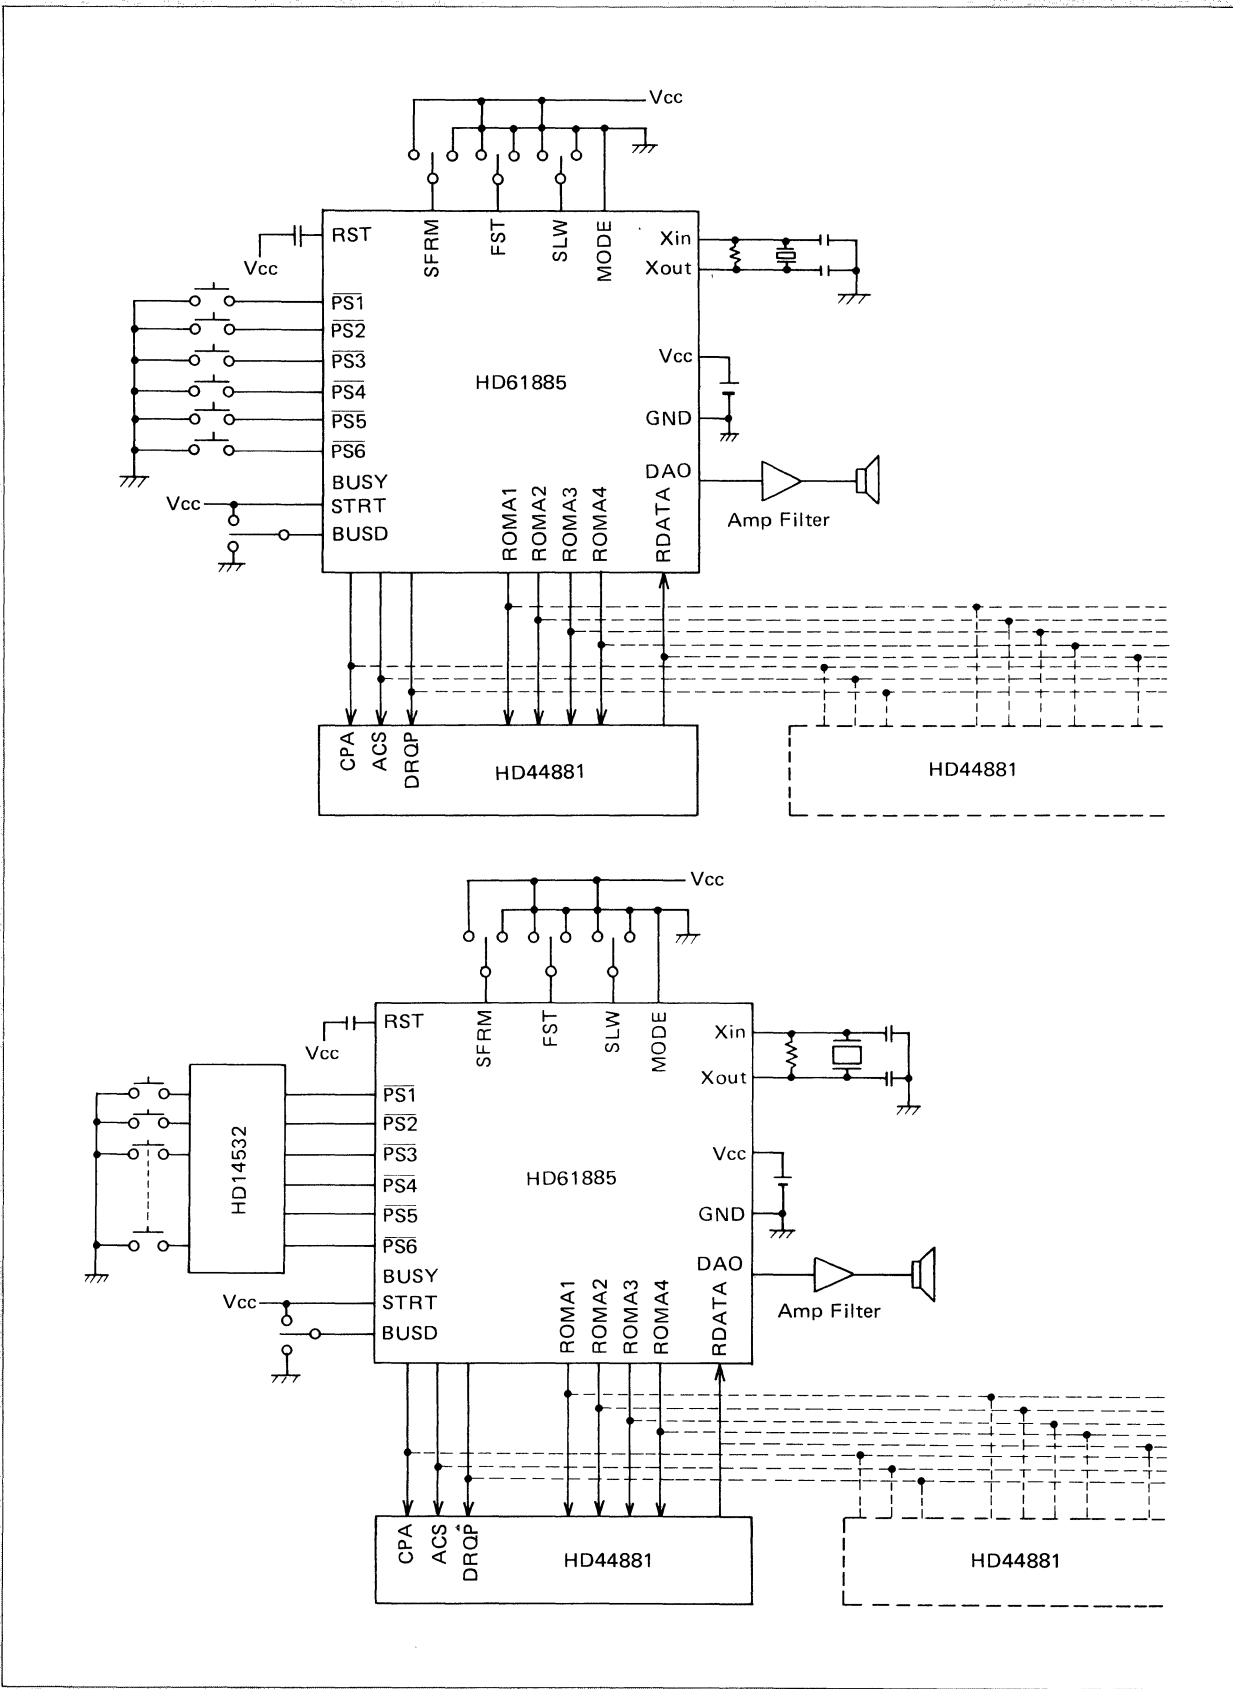 Vcc
RST
SFRM
FST
SLW
MODE
Xin
Xout
Vcc
PS1
PS2
PS3
PS4
PS5
PS6
HD61885
Vcc
GND
DAO
Amp Filter
BUSY
Vcc
STRT
BUSD
ROMA1
ROMA2
ROMA3
ROMA4
RDATA
CPA
ACS
DRQP
HD44881
HD44881
Vcc
RST
SFRM
FST
SLW
MODE
Xin
Xout
Vcc
HD14532
PS1
PS2
PS3
PS4
PS5
PS6
HD61885
Vcc
GND
DAO
Amp Filter
BUSY
Vcc
STRT
BUSD
ROMA1
ROMA2
ROMA3
ROMA4
RDATA
CPA
ACS
DRQP
HD44881
HD44881